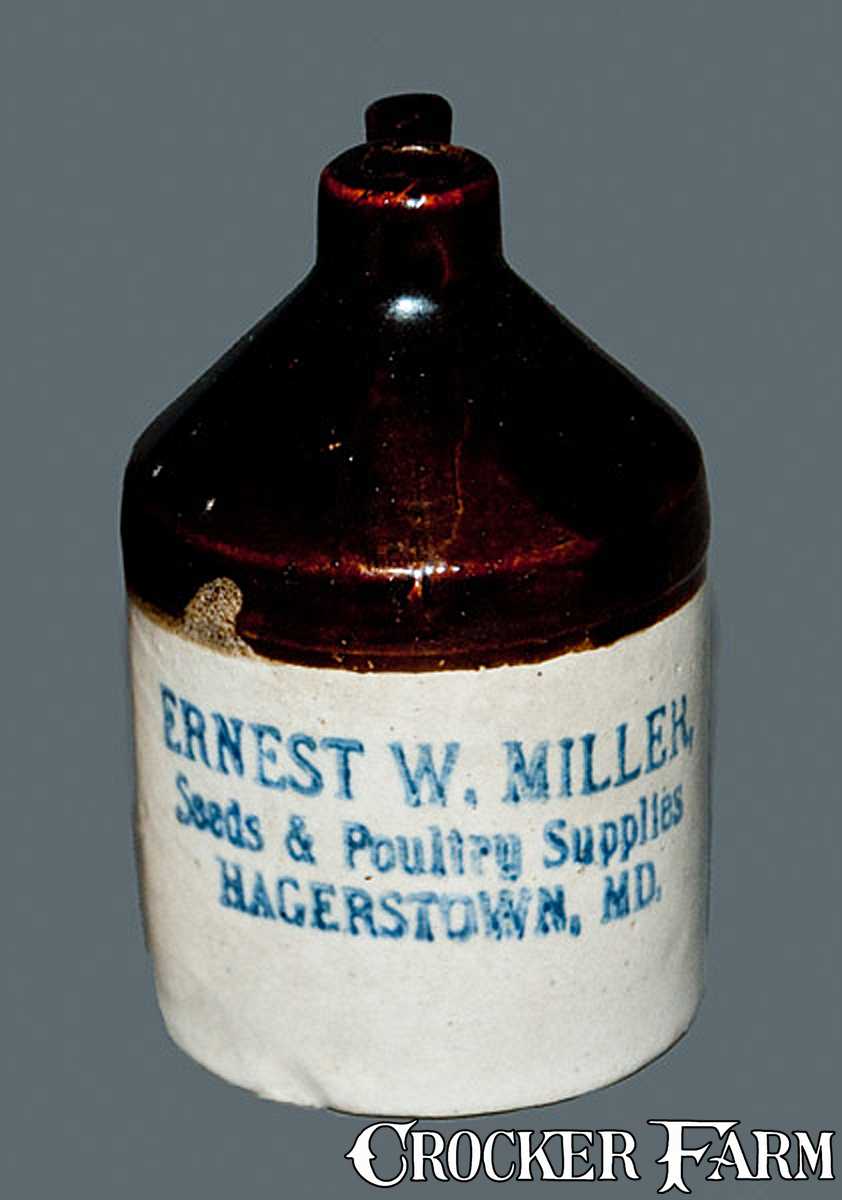 ERNEST W. MILLER,
Seeds & Poultry Supplies
HAGERSTOWN, MD.
CROCKER FARM